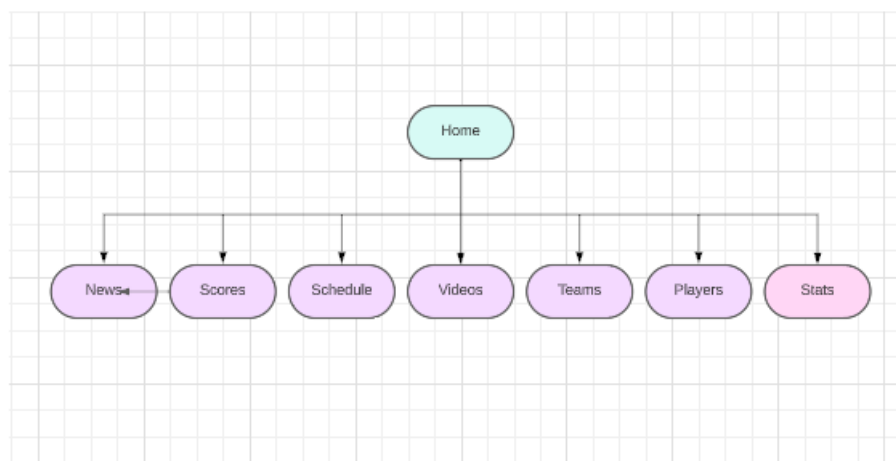 Home
News
Scores
Schedule
Videos
Teams
Players
Stats